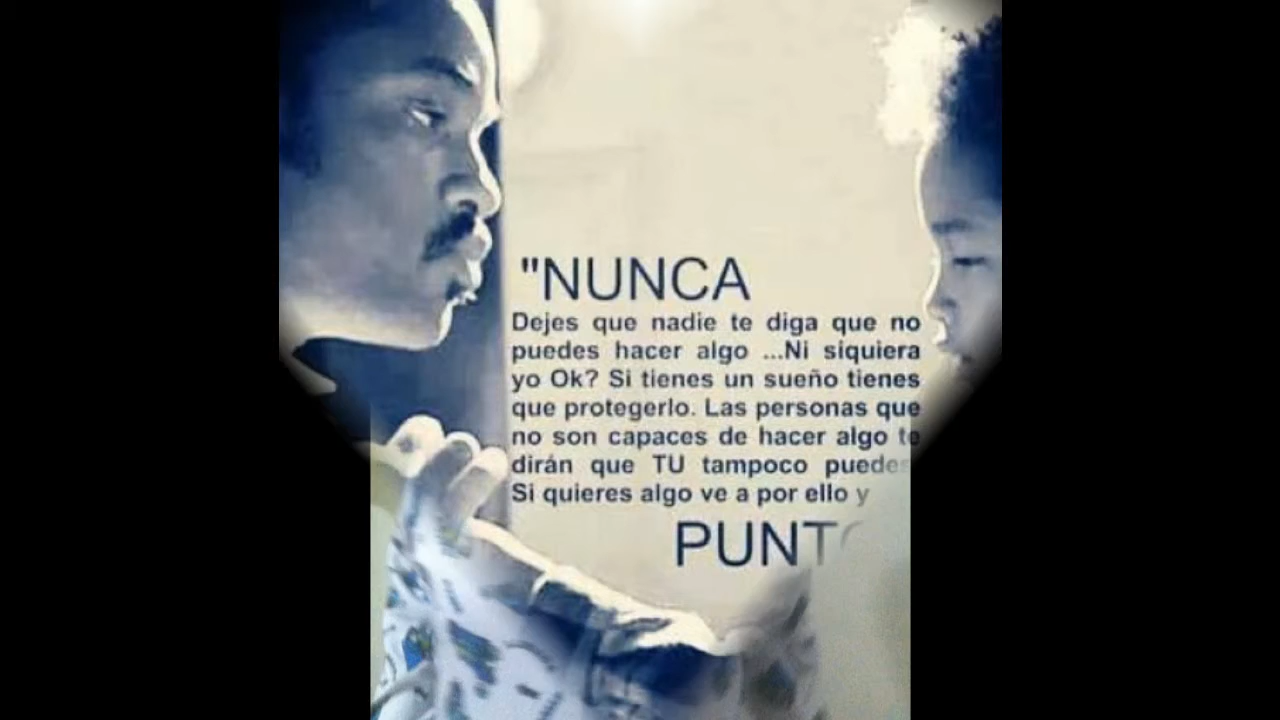 "NUNCA
Dejes que nadie te diga que no
puedes hacer algo ...Ni siquiera
yo Ok? Si tienes un sueño tienes
que protegerlo. Las personas que
no son capaces de hacer algo te
dirán que TU tampoco puedes
Si quieres algo ve a por ello y
PUNTO